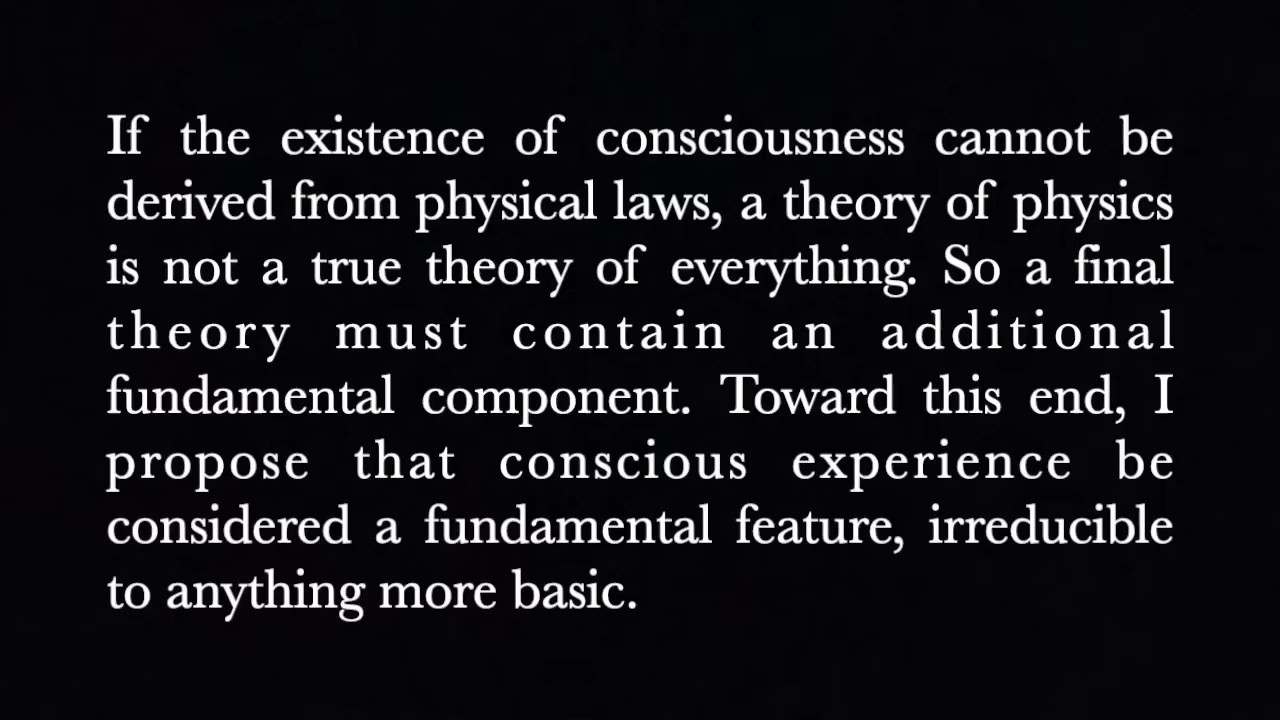 If the existence of consciousness cannot be
derived from physical laws, a theory of physics
is not a true theory of everything. So a final
theory must contain an additional
fundamental component. Toward this end, I
propose that conscious experience be
considered a fundamental feature, irreducible
to anything more basic.